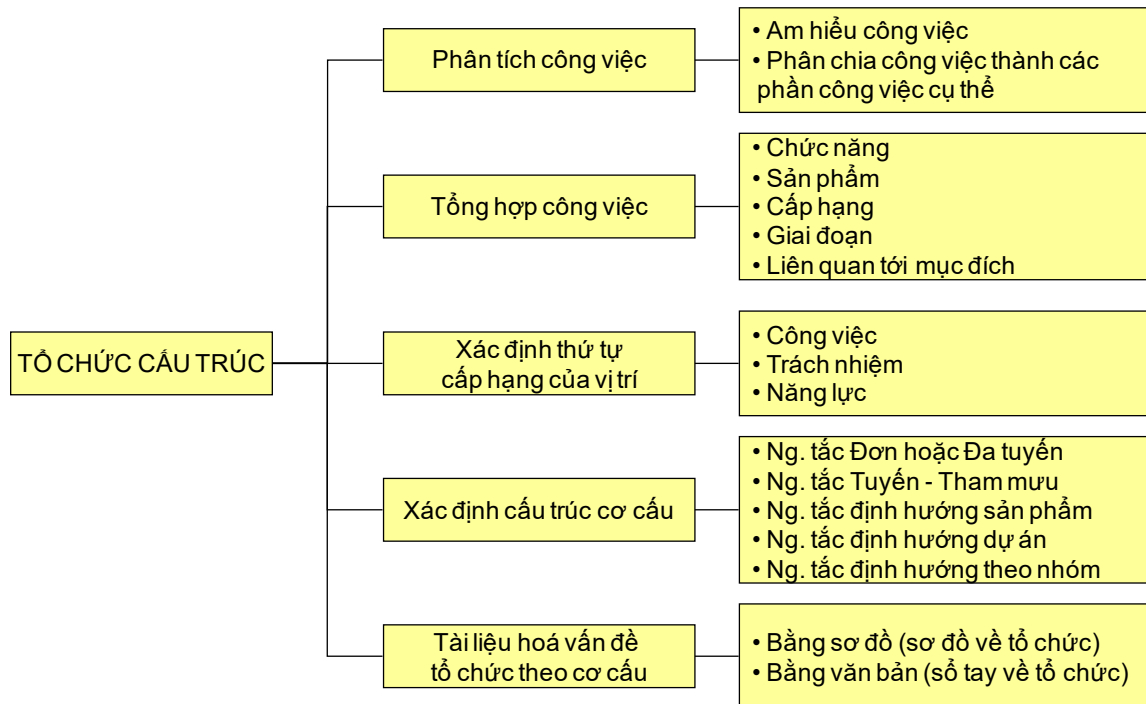 Phân tích công việc
• Am hiểu công việc
• Phân chia công việc thành các
phần công việc cụ thể
Tổng hợp công việc
• Chức năng
• Sản phẩm
• Cấp hạng
• Giai đoạn
• Liên quan tới mục đích
TỔ CHỨC CẤU TRÚC
Xác định thứ tự
cấp hạng của vị trí
• Công việc
• Trách nhiệm
• Năng lực
Xác định cấu trúc cơ cấu
• Ng. tắc Đơn hoặc Đa tuyến
• Ng. tắc Tuyến - Tham mưu
• Ng. tắc định hướng sản phẩm
• Ng. tắc định hướng dự án
• Ng. tắc định hướng theo nhóm
Tài liệu hoá vấn đề
tổ chức theo cơ cấu
• Bằng sơ đồ (sơ đồ về tổ chức)
• Bằng văn bản (sổ tay về tổ chức)